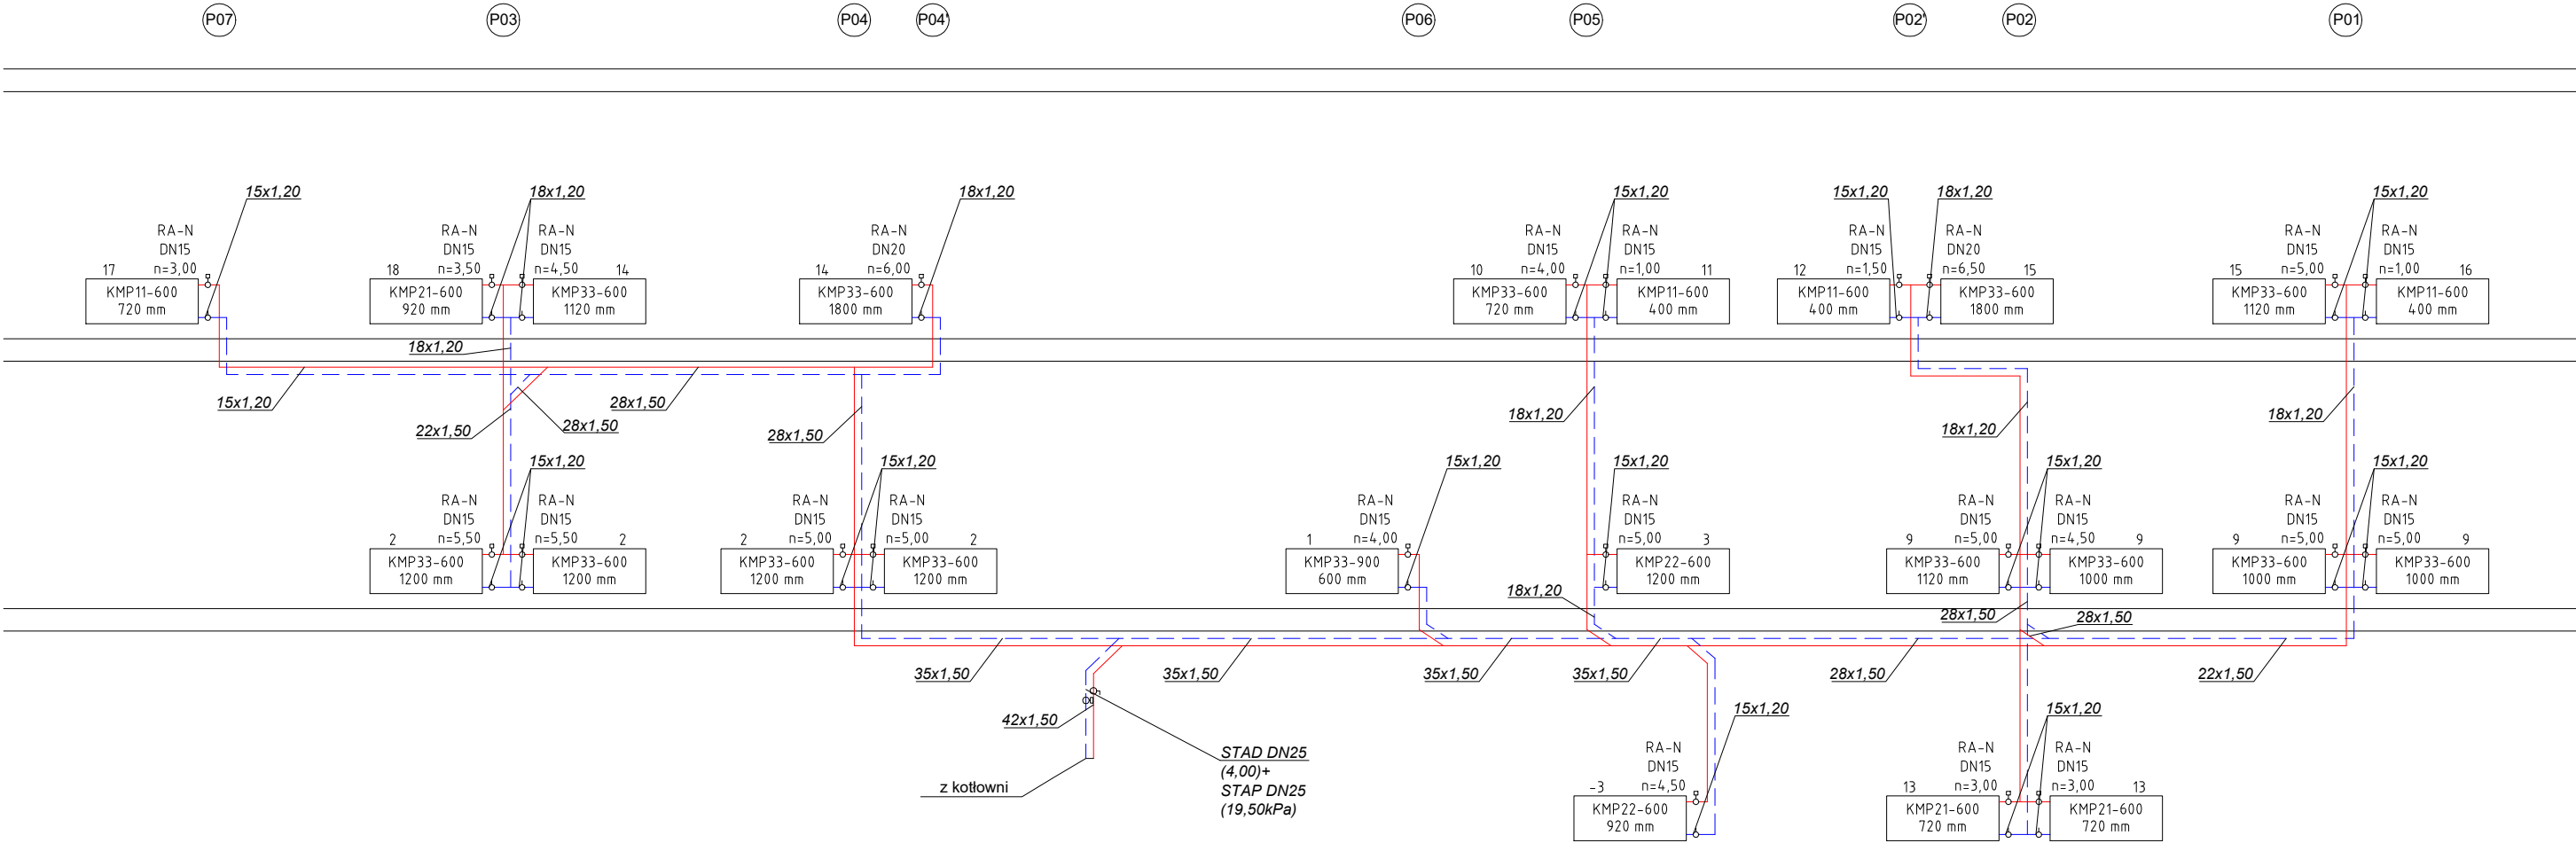 P07 P03 P04 P04' P06 P05 P02' P02 P01
15x1,20 18x1,20 18x1,20 15x1,20 15x1,20 18x1,20 15x1,20
RA-N RA-N RA-N RA-N RA-N RA-N RA-N RA-N RA-N RA-N
DN15 DN15 DN15 DN20 DN15 DN15 DN15 DN20 DN15 DN15
17 n=3,00 18 n=3,50 n=4,50 14 14 n=6,00 10 n=4,00 n=1,00 11 12 n=1,50 n=6,50 15 15 n=5,00 n=1,00 16
KMP11-600 KMP21-600 KMP33-600 KMP33-600 KMP33-600 KMP11-600 KMP11-600 KMP33-600 KMP33-600 KMP11-600
720 mm 920 mm 1120 mm 1800 mm 720 mm 400 mm 400 mm 1800 mm 1120 mm 400 mm
18x1,20
15x1,20 28x1,50
18x1,20 18x1,20
22x1,50 28x1,50 28x1,50 18x1,20
15x1,20 15x1,20 15x1,20 15x1,20 15x1,20 15x1,20
RA-N RA-N RA-N RA-N RA-N RA-N RA-N RA-N RA-N RA-N
DN15 DN15 DN15 DN15 DN15 DN15 DN15 DN15 DN15 DN15
2 n=5,50 n=5,50 2 2 n=5,00 n=5,00 2 1 n=4,00 n=5,00 3 9 n=5,00 n=4,50 9 9 n=5,00 n=5,00 9
KMP33-600 KMP33-600 KMP33-600 KMP33-600 KMP33-900 KMP22-600 KMP33-600 KMP33-600 KMP33-600 KMP33-600
1200 mm 1200 mm 1200 mm 1200 mm 600 mm 1200 mm 1120 mm 1000 mm 1000 mm 1000 mm
18x1,20
28x1,50 28x1,50
35x1,50 35x1,50 35x1,50 35x1,50 28x1,50 22x1,50
42x1,50 15x1,20 15x1,20
STAD DN25
(4,00)+
STAP DN25
(19,50kPa)
z kotłowni
RA-N RA-N RA-N
DN15 DN15 DN15
-3 n=4,50 13 n=3,00 n=3,00 13
KMP22-600 KMP21-600 KMP21-600
920 mm 720 mm 720 mm